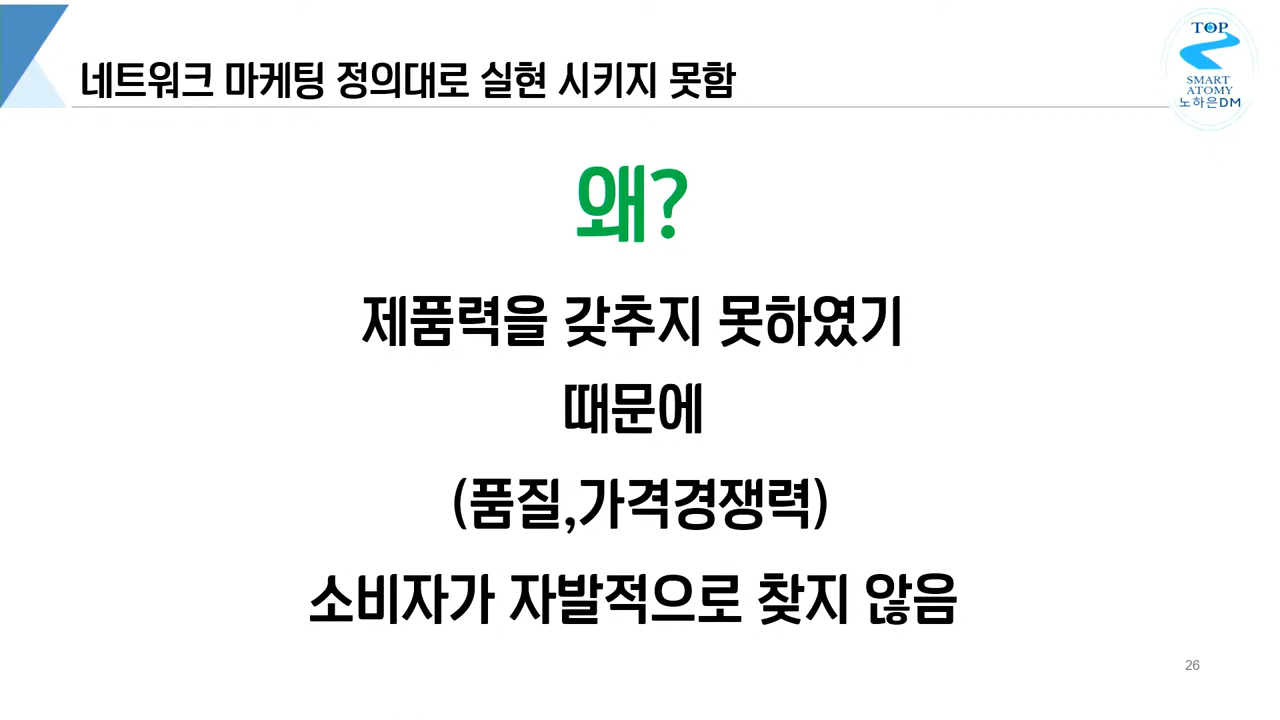 네트워크 마케팅 정의대로 실현 시키지 못함
TOP
SMART
ATOMY
노하은DM
왜?
제품력을 갖추지 못하였기
때문에
(품질,가격경쟁력)
소비자가 자발적으로 찾지 않음
26